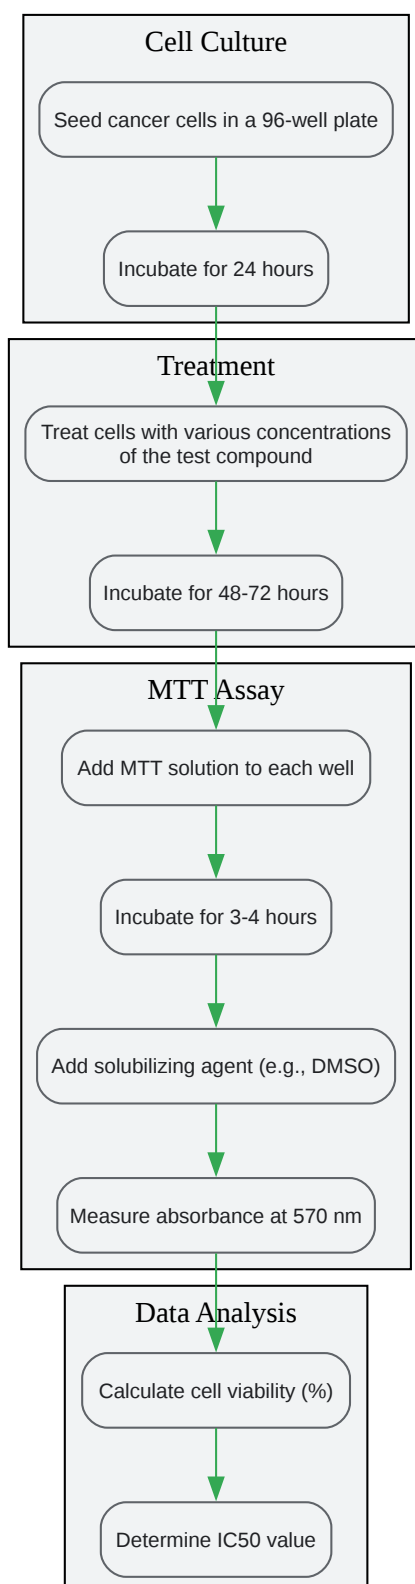 Cell Culture
Seed cancer cells in a 96-well plate
Incubate for 24 hours
Treatment
Treat cells with various concentrations
of the test compound
Incubate for 48-72 hours
MTT Assay
Add MTT solution to each well
Incubate for 3-4 hours
Add solubilizing agent (e.g., DMSO)
Measure absorbance at 570 nm
Data Analysis
Calculate cell viability (%)
Determine IC50 value